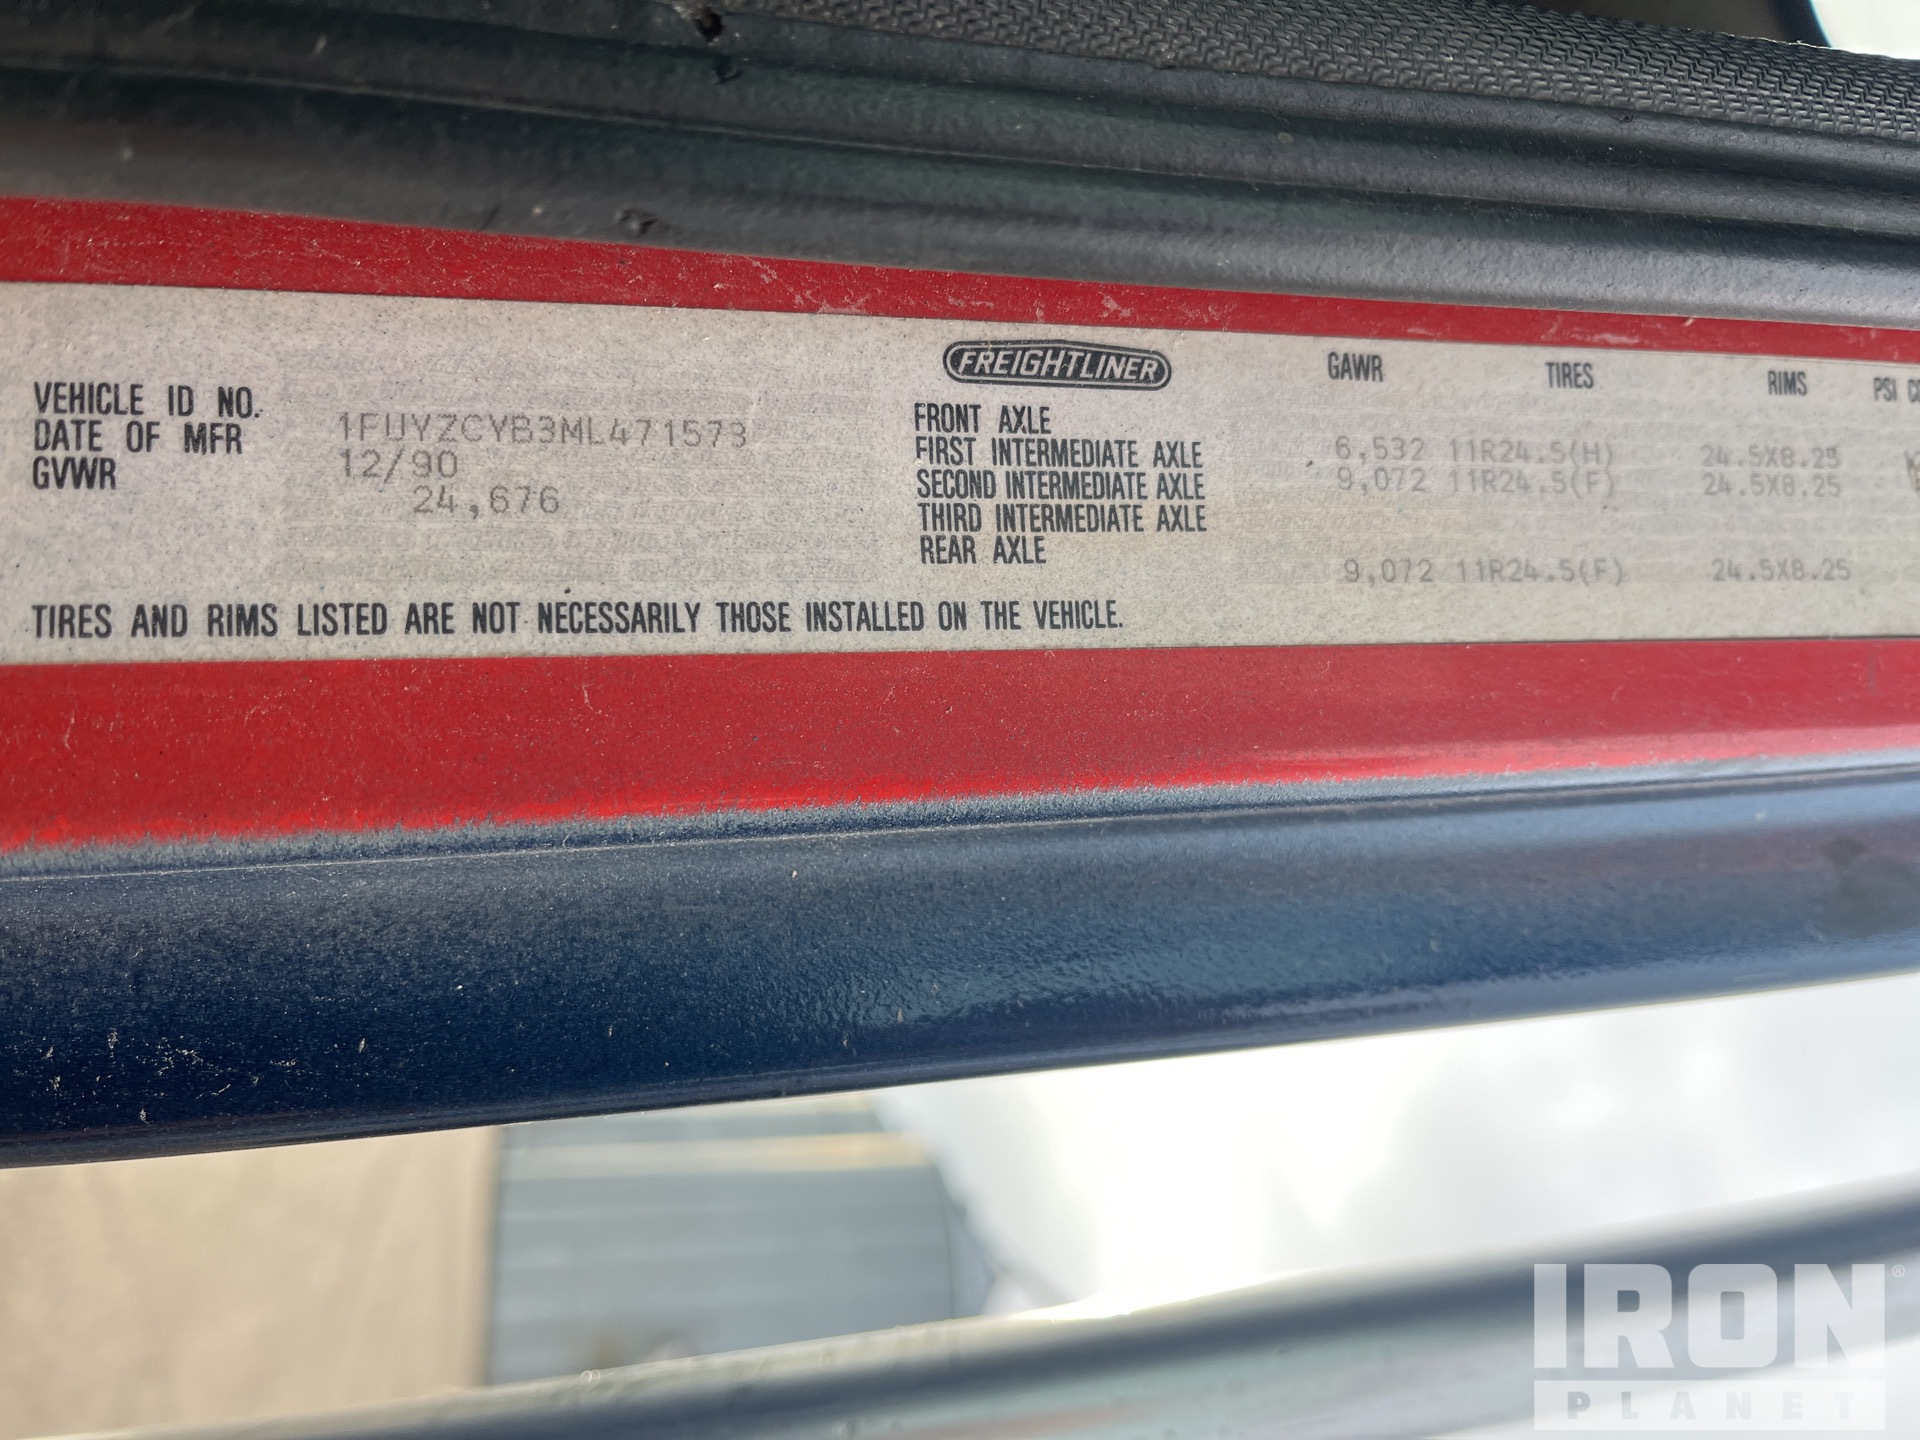 FREIGHTLINER
GAWR TIRES RIMS PSI
VEHICLE ID NO. 1FUYZCYB3ML471573
DATE OF MFR 12/90
GVWR 24,676
FRONT AXLE 6,532 11R24.5(H) 24.5X8.25
FIRST INTERMEDIATE AXLE 9,072 11R24.5(F) 24.5X8.25
SECOND INTERMEDIATE AXLE
THIRD INTERMEDIATE AXLE
REAR AXLE 9,072 11R24.5(F) 24.5X8.25
TIRES AND RIMS LISTED ARE NOT NECESSARILY THOSE INSTALLED ON THE VEHICLE.
IRON®
PLANET